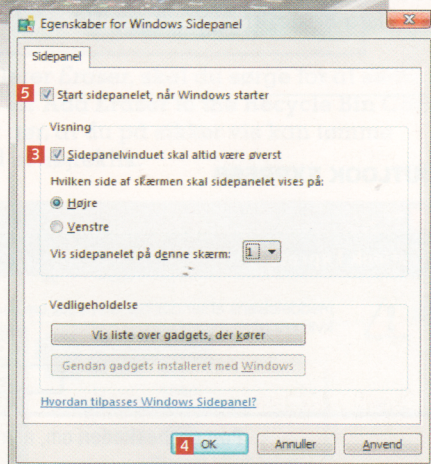 Egenskaber for Windows Sidepanel
Sidepanel
5 Start sidepanelet, når Windows starter
Visning
3 Sidepanelvinduet skal altid være øverst
Hvilken side af skærmen skal sidepanelet vises på:
Højre
Venstre
Vis sidepanelet på denne skærm: 1
Vedligeholdelse
Vis liste over gadgets, der kører
Gendan gadgets installeret med Windows
Hvordan tilpasses Windows Sidepanel?
4 OK Annuller Anvend